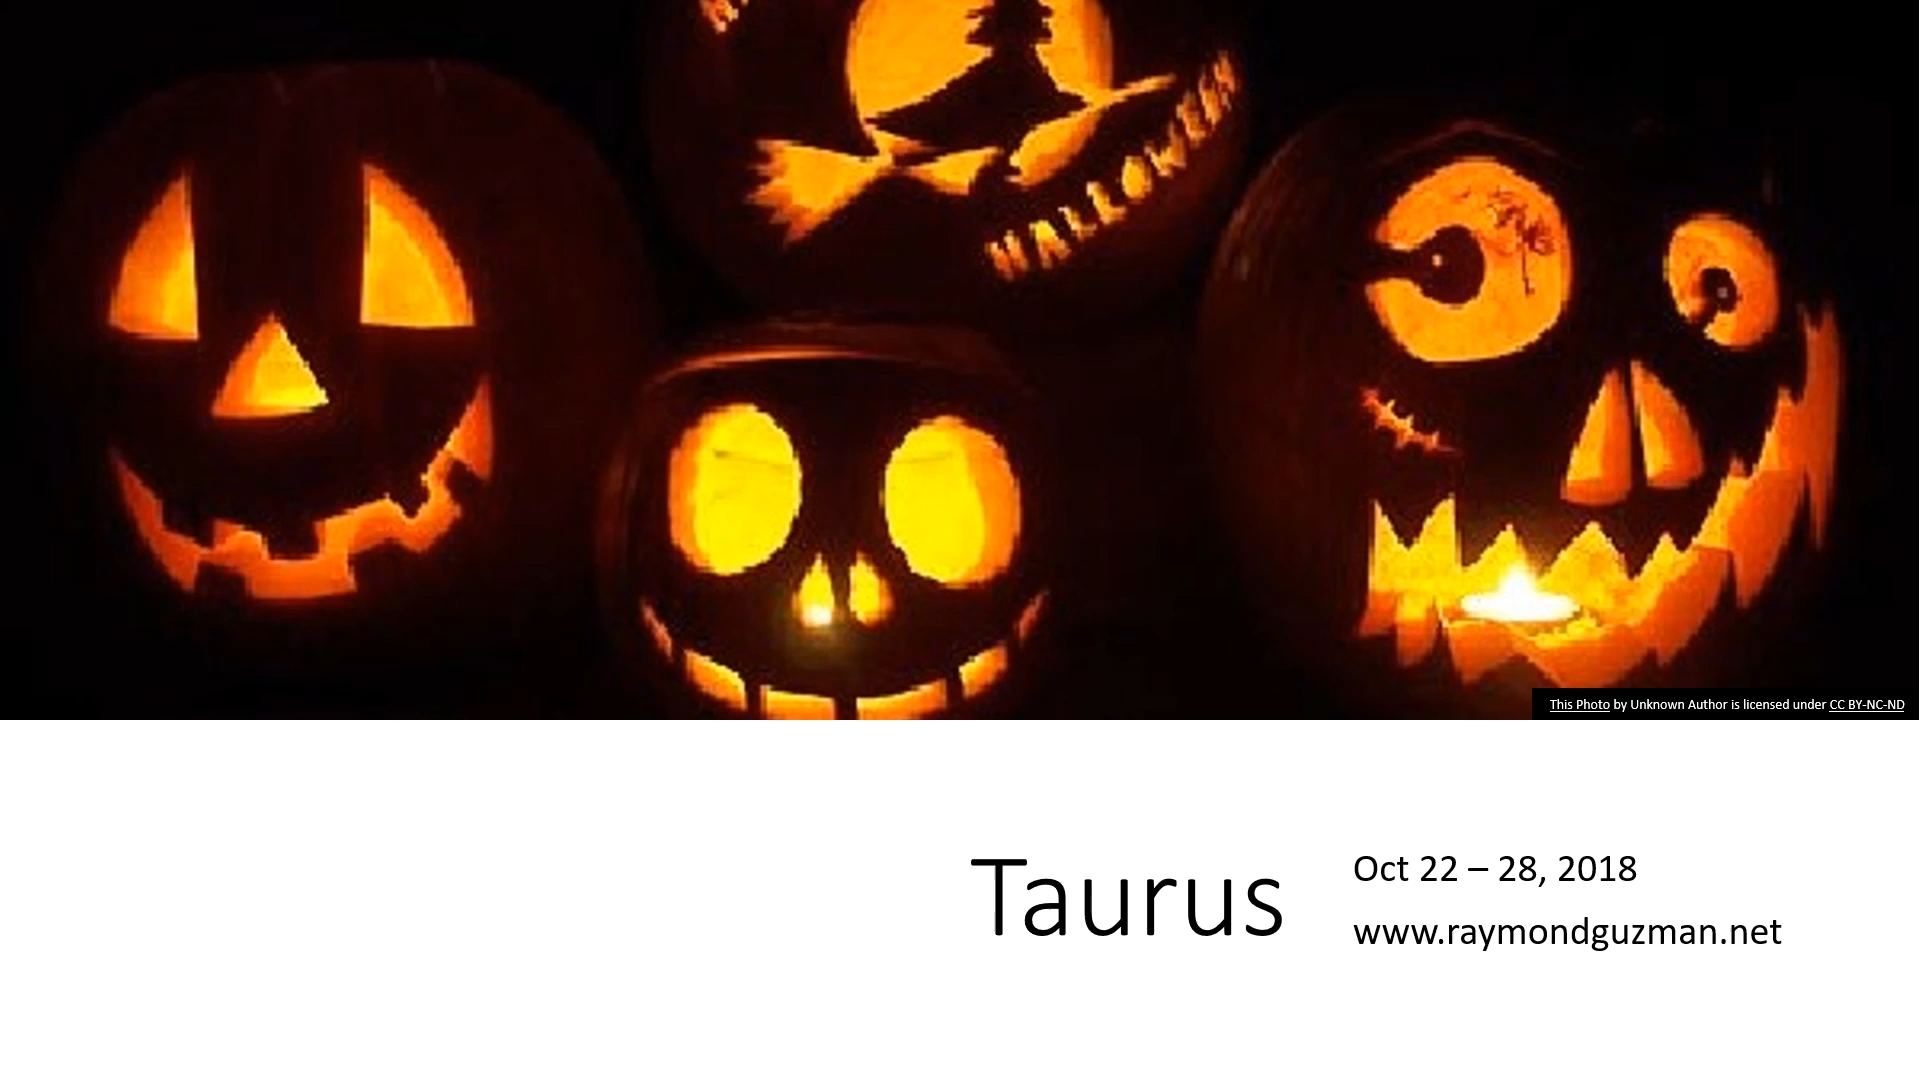 HALLOWEEN
This Photo by Unknown Author is licensed under CC BY-NC-ND
Taurus
Oct 22 – 28, 2018
www.raymondguzman.net